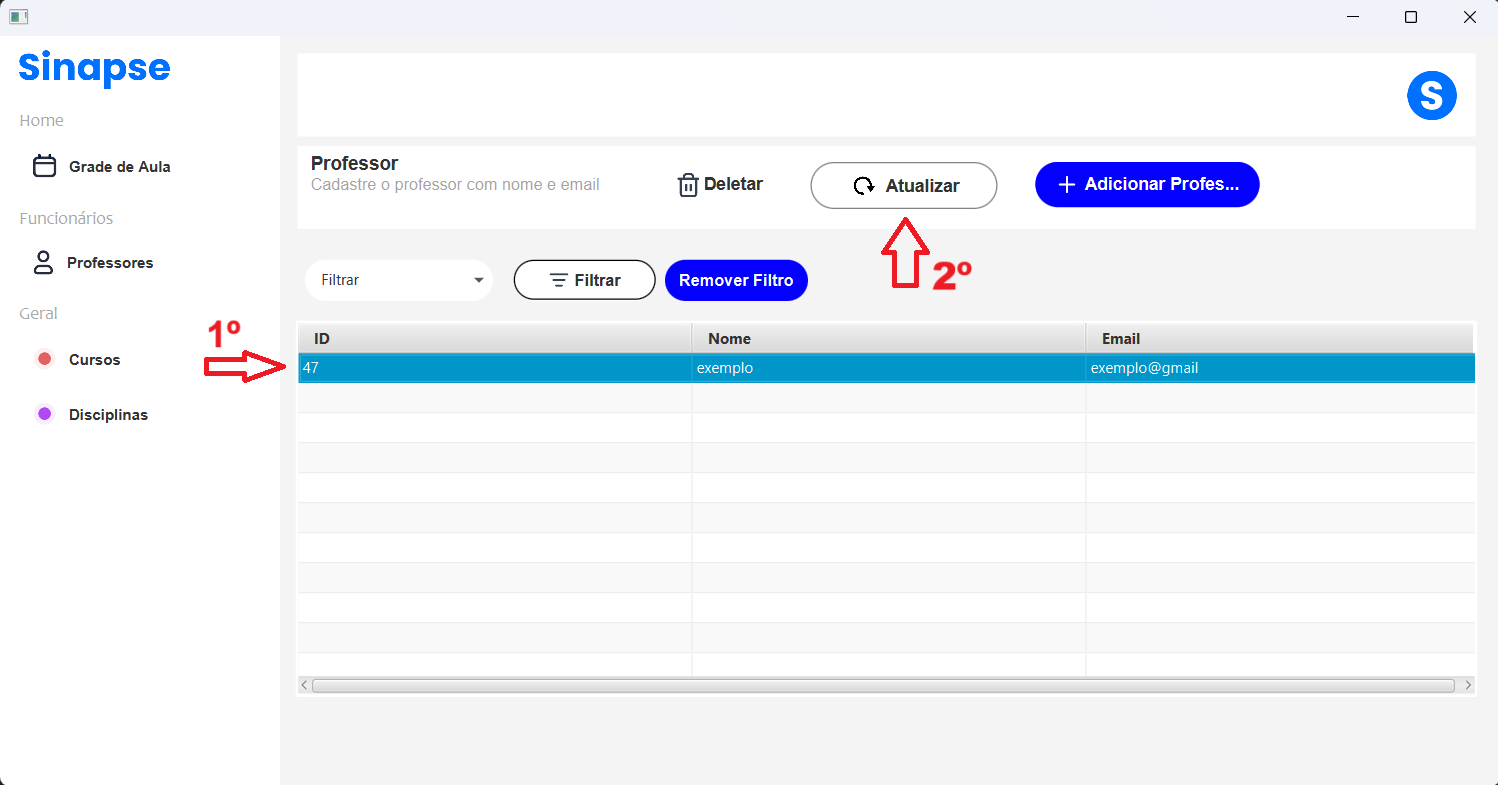 Sinapse
Home
Grade de Aula
Funcionários
Professores
Geral
Cursos
Disciplinas
S
Professor
Cadastre o professor com nome e email
Deletar
Atualizar
Adicionar Profes...
2º
Filtrar
Filtrar
Remover Filtro
1º
ID Nome Email
47 exemplo exemplo@gmail